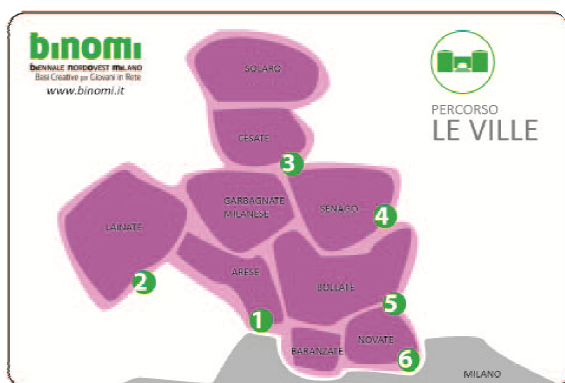 binomi
BIENNALE NORDOVEST MILANO
Basi Creative per Giovani in Rete
www.binomi.it
PERCORSO
LE VILLE
SOLARO
CESATE
3
GARBAGNATE
MILANESE
SENAGO
4
LAINATE
2
ARESE
1
BOLLATE
5
BARANZATE
NOVATE
6
MILANO